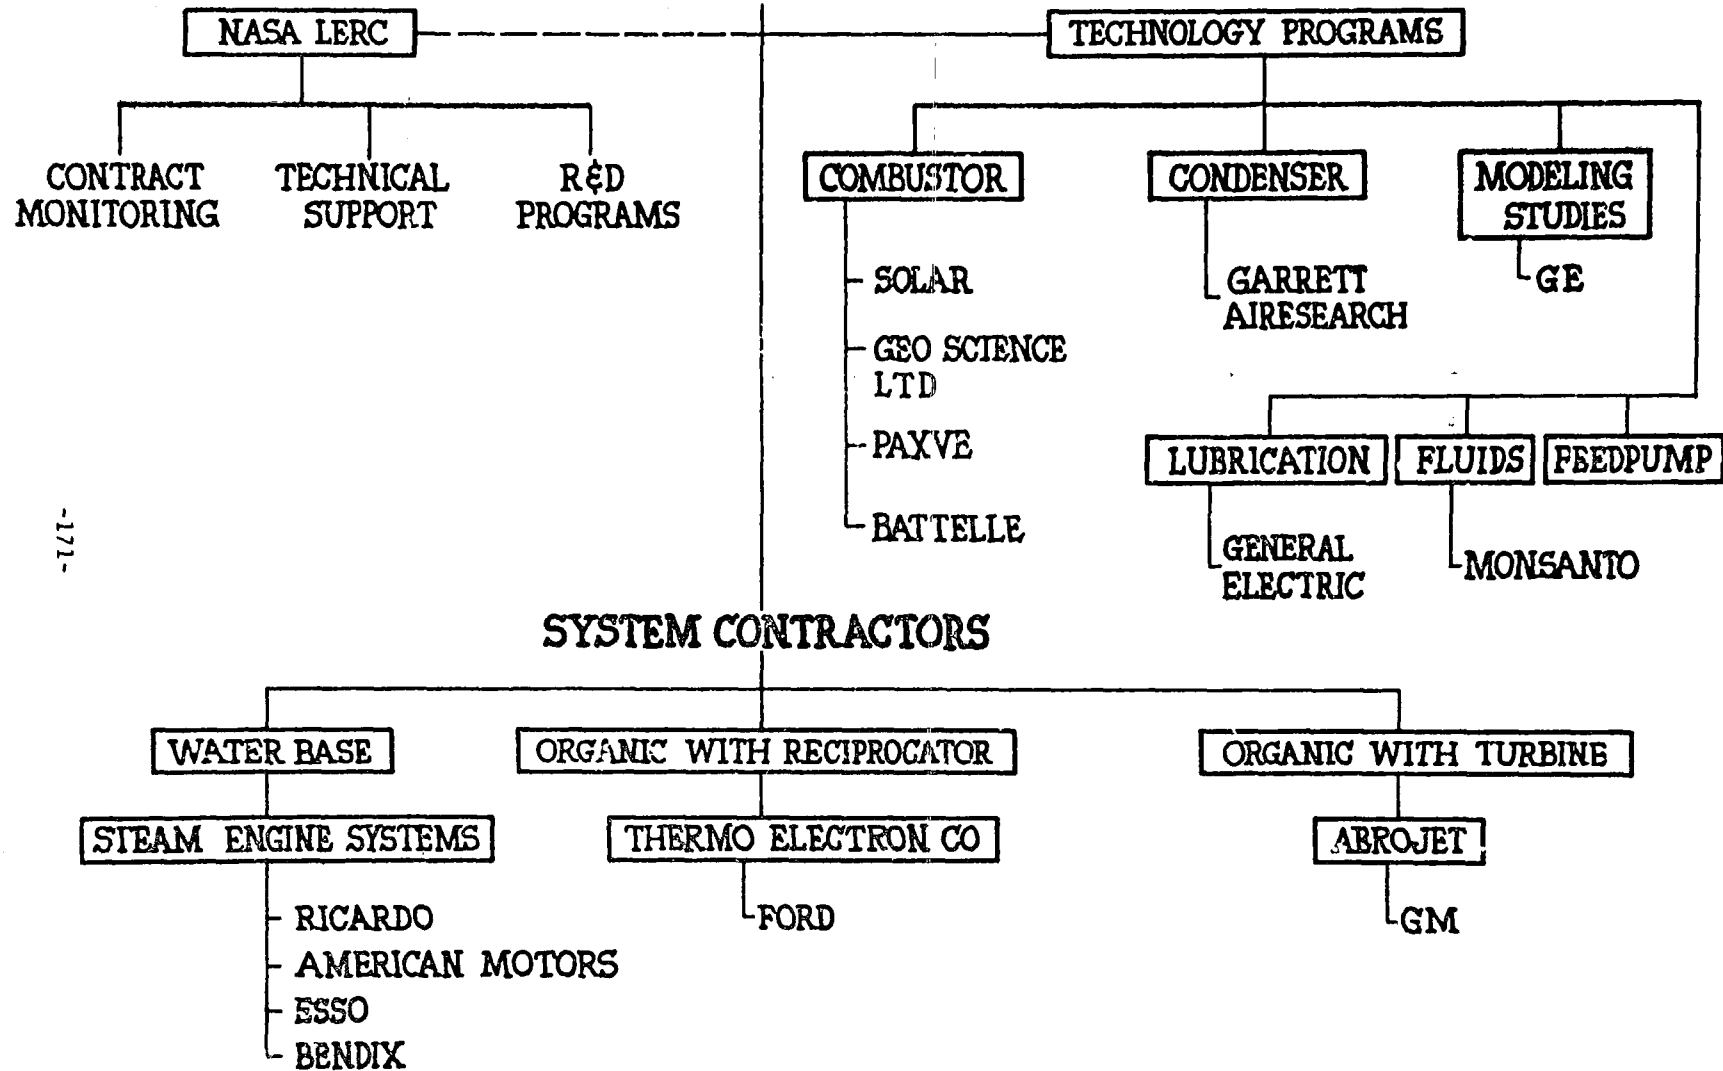 NASA LERC
TECHNOLOGY PROGRAMS
CONTRACT
MONITORING
TECHNICAL
SUPPORT
R&D
PROGRAMS
COMBUSTOR
SOLAR
GEO SCIENCE
LTD
PAXVE
BATTELLE
CONDENSER
GARRETT
AIRESEARCH
MODELING
STUDIES
GE
LUBRICATION
GENERAL
ELECTRIC
FLUIDS
MONSANTO
FEEDPUMP
-171-
SYSTEM CONTRACTORS
WATER BASE
STEAM ENGINE SYSTEMS
RICARDO
AMERICAN MOTORS
ESSO
BENDIX
ORGANIC WITH RECIPROCATOR
THERMO ELECTRON CO
FORD
ORGANIC WITH TURBINE
AEROJET
GM